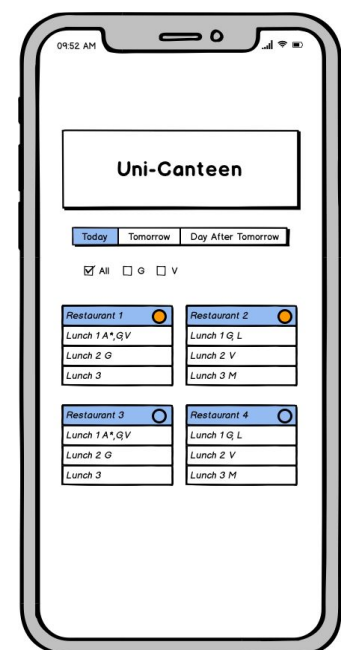 09:52 AM
Uni-Canteen
Today Tomorrow Day After Tomorrow
All G V
Restaurant 1
Lunch 1 A*,G,V
Lunch 2 G
Lunch 3
Restaurant 2
Lunch 1 G, L
Lunch 2 V
Lunch 3 M
Restaurant 3
Lunch 1 A*,G,V
Lunch 2 G
Lunch 3
Restaurant 4
Lunch 1 G, L
Lunch 2 V
Lunch 3 M